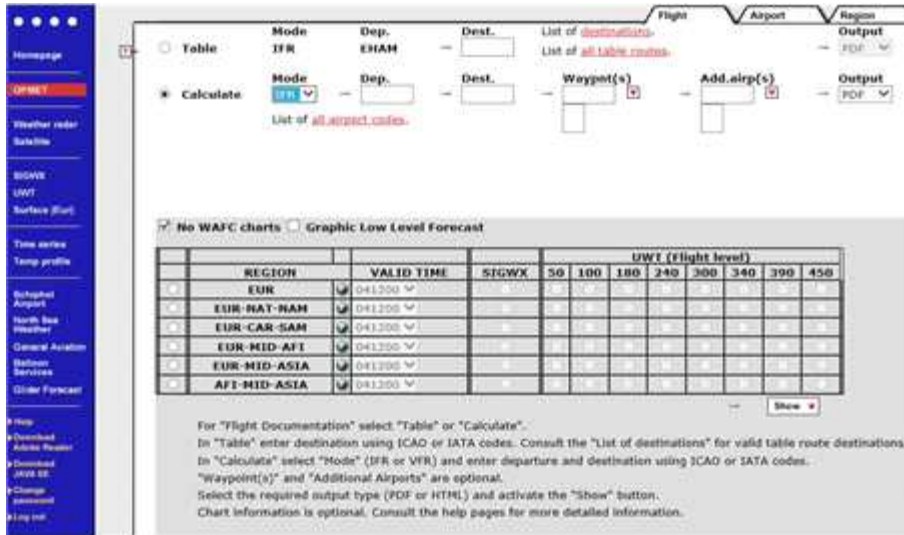 Flight Airport Region
Mode Dep. Dest. List of destinations. Output
Table IFR EHAM → → PDF
List of all table routes.
Mode Dep. Dest. Waypnt(s) Add.airp(s) Output
Calculate IFR → → → → → PDF
List of all airport codes.
Homepage
OPMET
Weather radar
Satellite
SIGWX
UWT
Surface (Eur)
Time series
Temp profile
Schiphol
Airport
North Sea
Weather
General Aviation
Balloon
Services
Glider Forecast
Help
Download
Adobe Reader
Download
JAVA SE
Change
password
Log out
No WAFC charts Graphic Low Level Forecast
UWT (Flight level)
REGION VALID TIME SIGWX 50 100 180 240 300 340 390 450
EUR 041200
EUR-NAT-NAM 041200
EUR-CAR-SAM 041200
EUR-MID-AFI 041200
EUR-MID-ASIA 041200
AFI-MID-ASIA 041200
→ Show
For "Flight Documentation" select "Table" or "Calculate".
In "Table" enter destination using ICAO or IATA codes. Consult the "List of destinations" for valid table route destinations
In "Calculate" select "Mode" (IFR or VFR) and enter departure and destination using ICAO or IATA codes.
"Waypoint(s)" and "Additional Airports" are optional.
Select the required output type (PDF or HTML) and activate the "Show" button.
Chart information is optional. Consult the help pages for more detailed information.